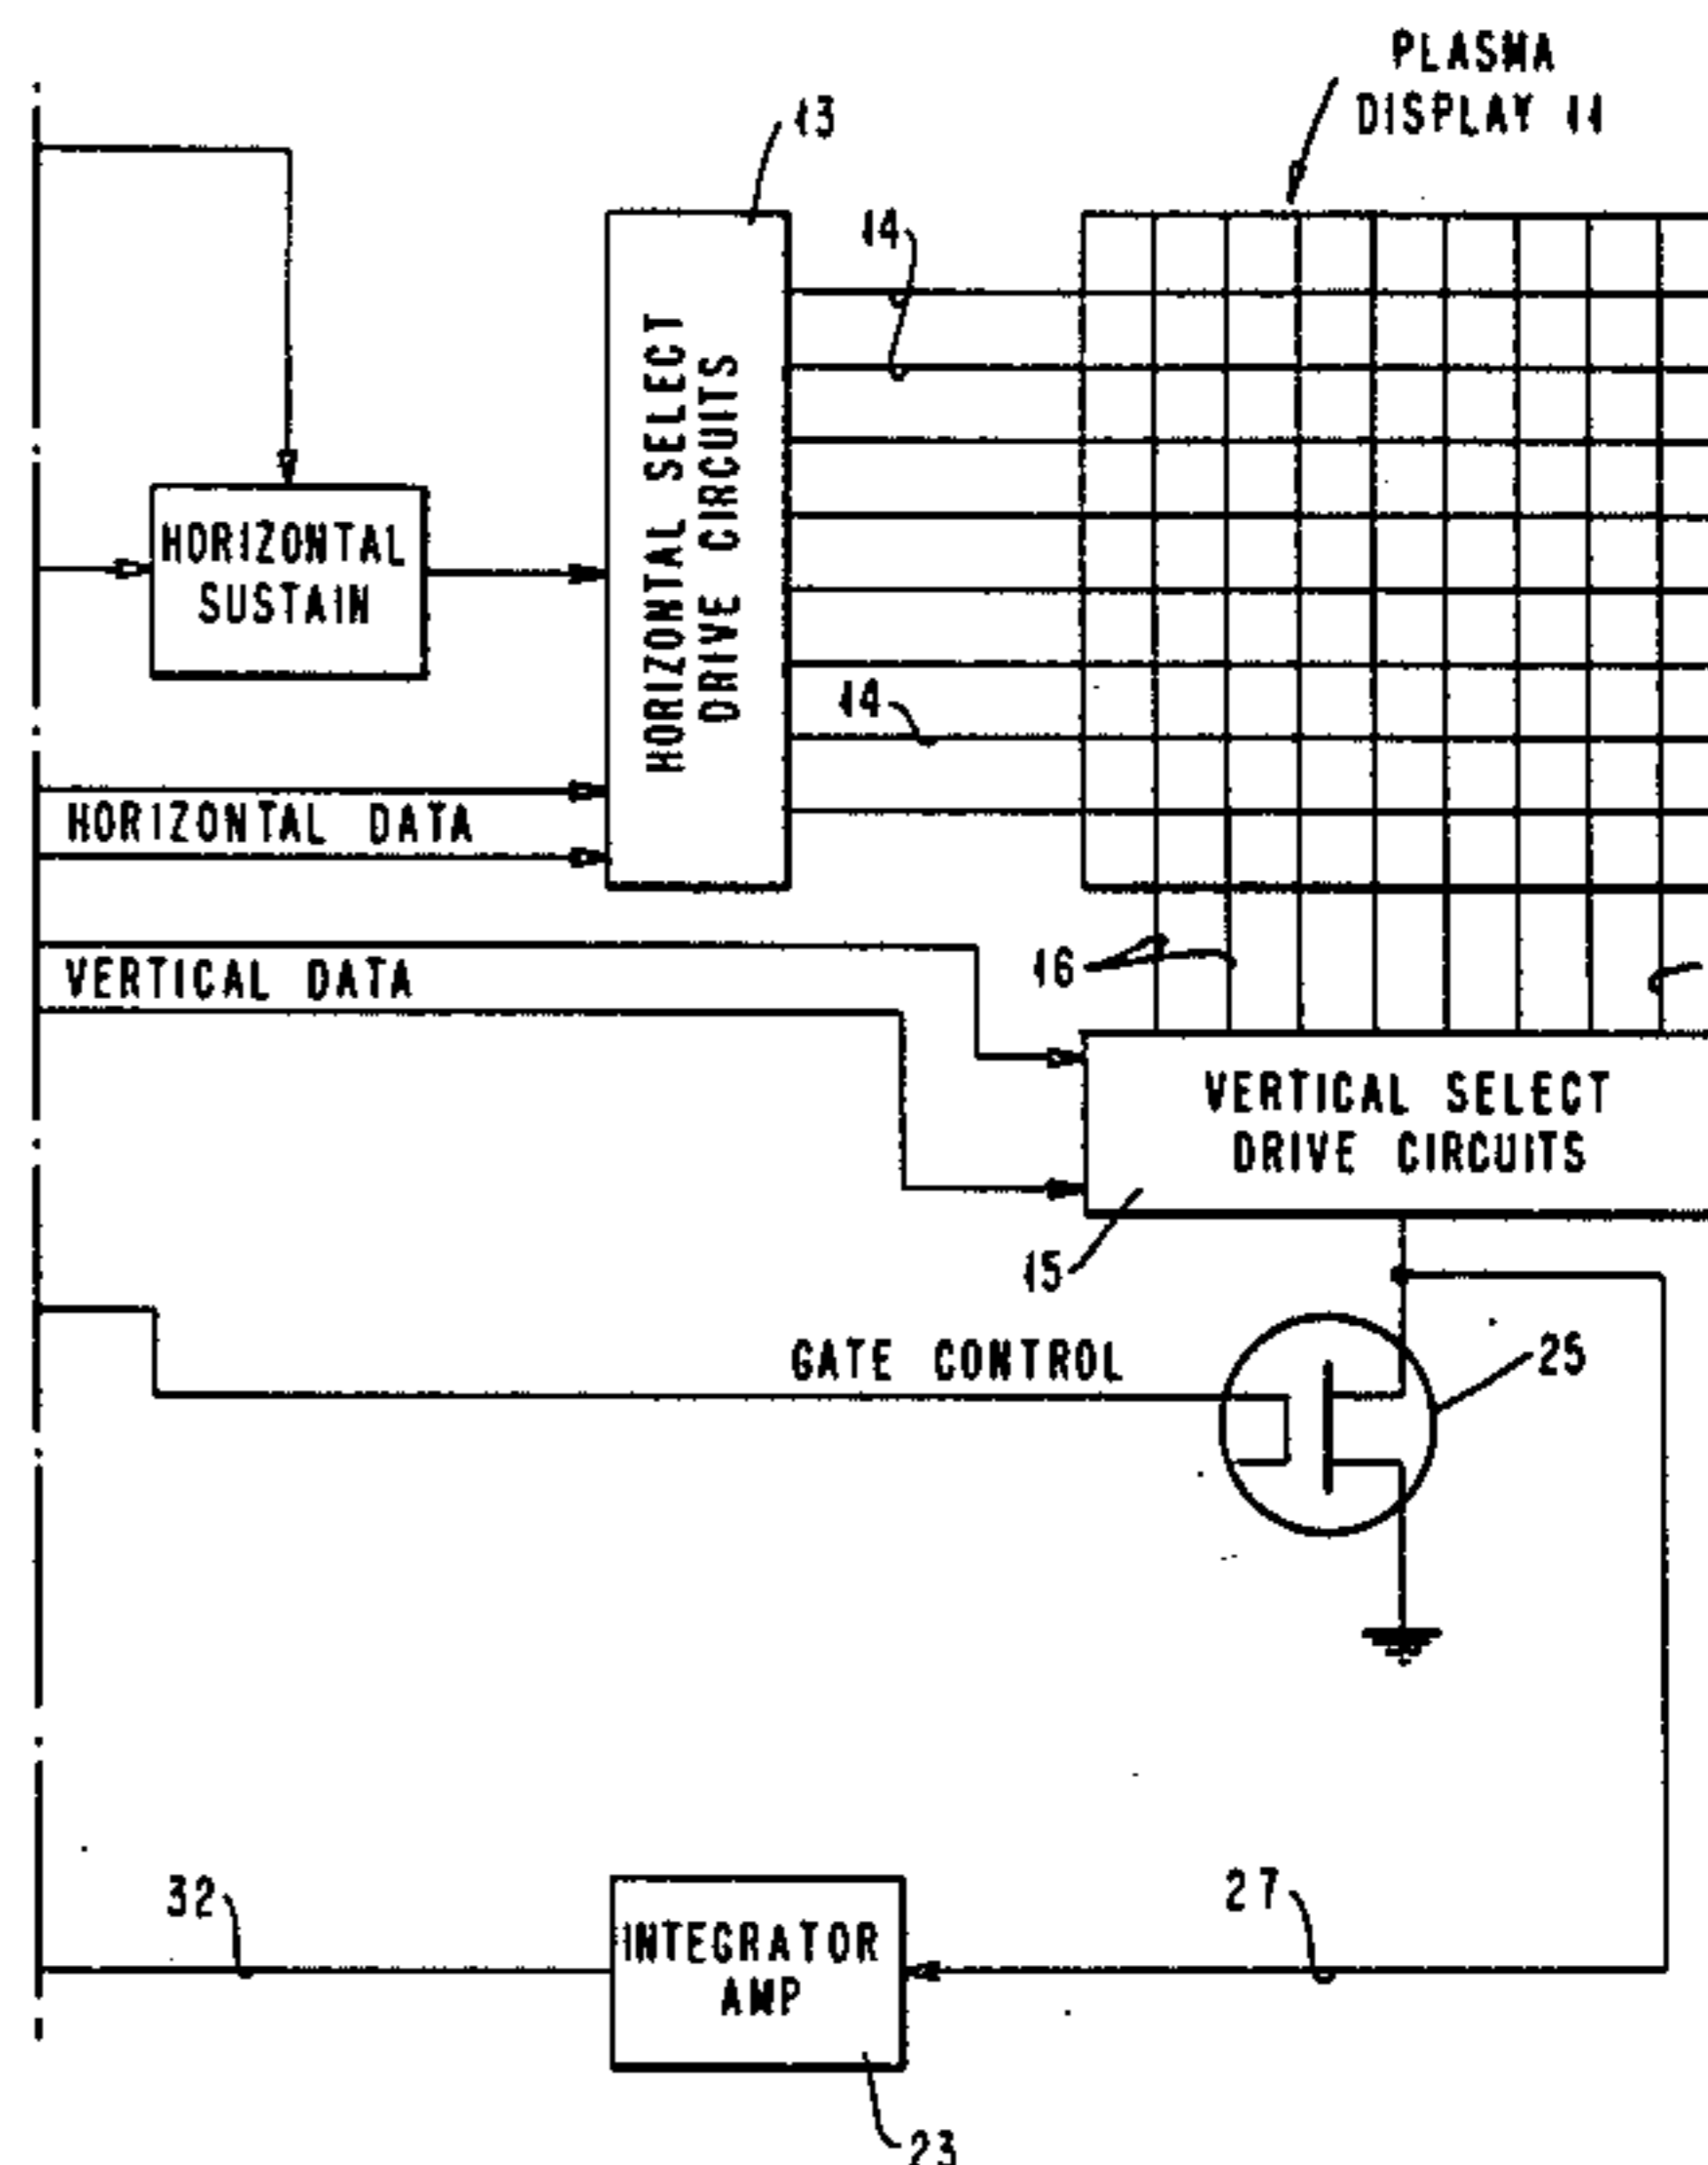 PLASMA
DISPLAY 11
13
14
HORIZONTAL SELECT
DRIVE CIRCUITS
HORIZONTAL
SUSTAIN
14
HORIZONTAL DATA
VERTICAL DATA
16
VERTICAL SELECT
DRIVE CIRCUITS
15
GATE CONTROL
25
32
27
INTEGRATOR
AMP
23